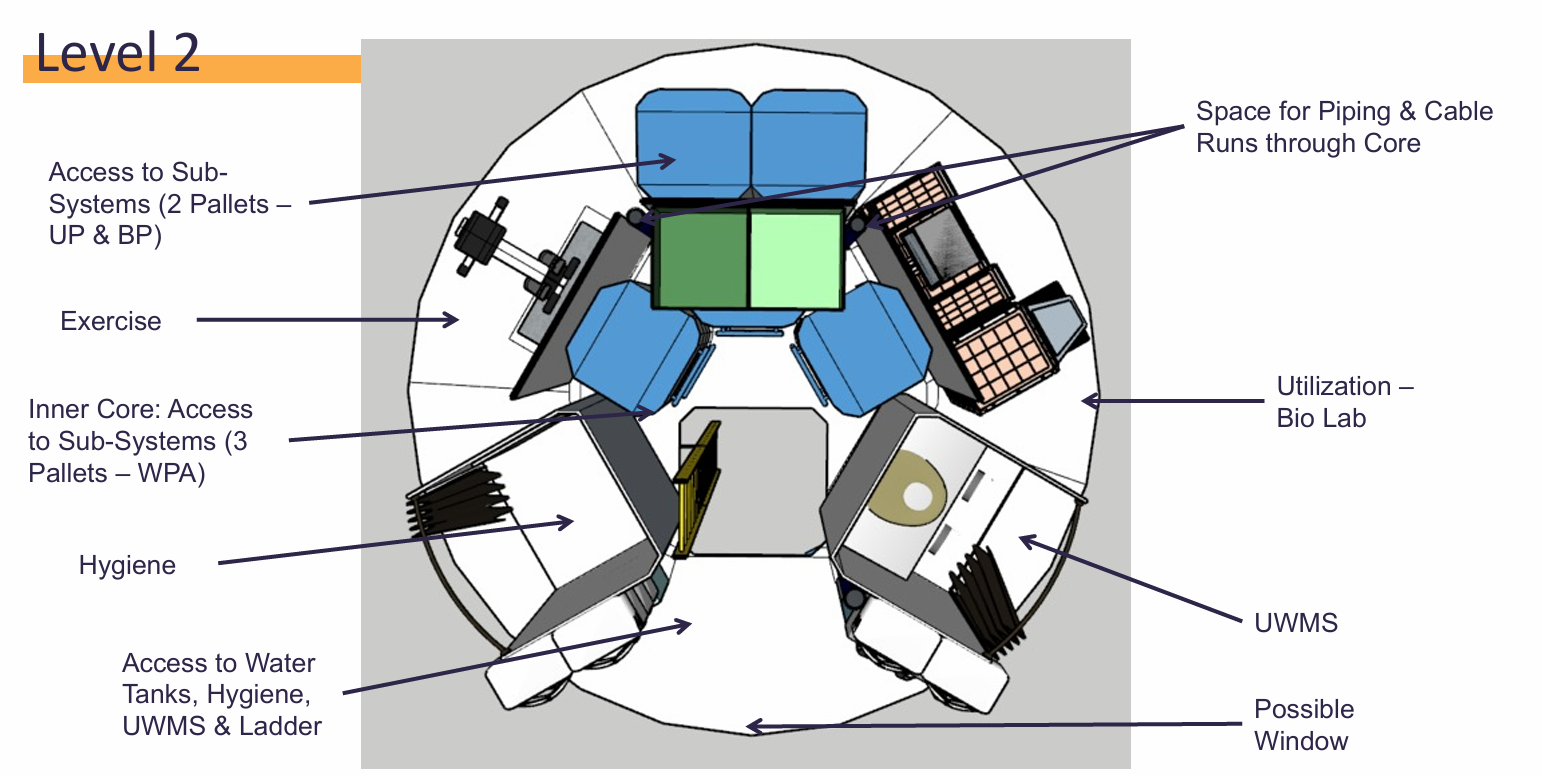 Level 2
Space for Piping & Cable
Runs through Core
Access to Sub-
Systems (2 Pallets –
UP & BP)
Exercise
Inner Core: Access
to Sub-Systems (3
Pallets – WPA)
Utilization –
Bio Lab
Hygiene
UWMS
Access to Water
Tanks, Hygiene,
UWMS & Ladder
Possible
Window